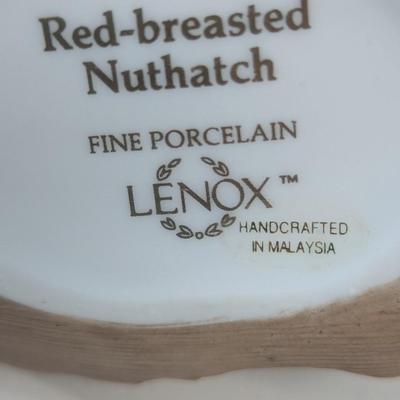 Red-breasted
Nuthatch
FINE PORCELAIN
LENOX™
HANDCRAFTED
IN MALAYSIA